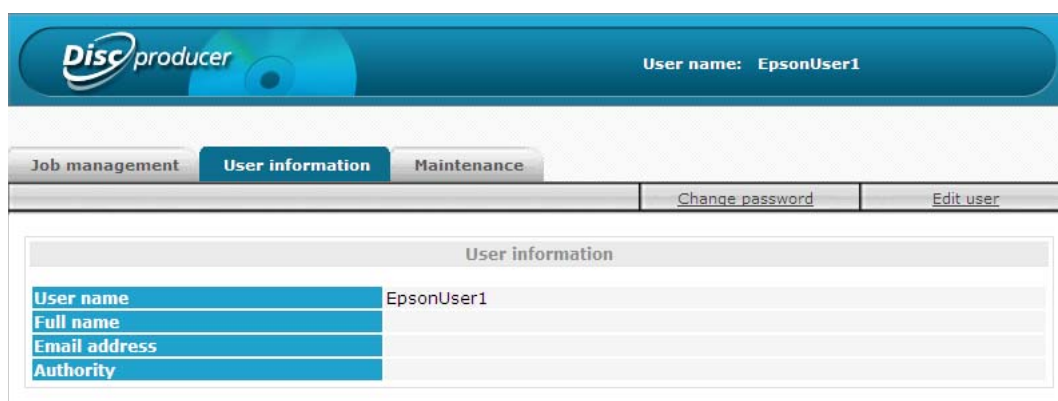 Disc producer User name: EpsonUser1
Job management User information Maintenance
Change password Edit user
User information
User name EpsonUser1
Full name
Email address
Authority